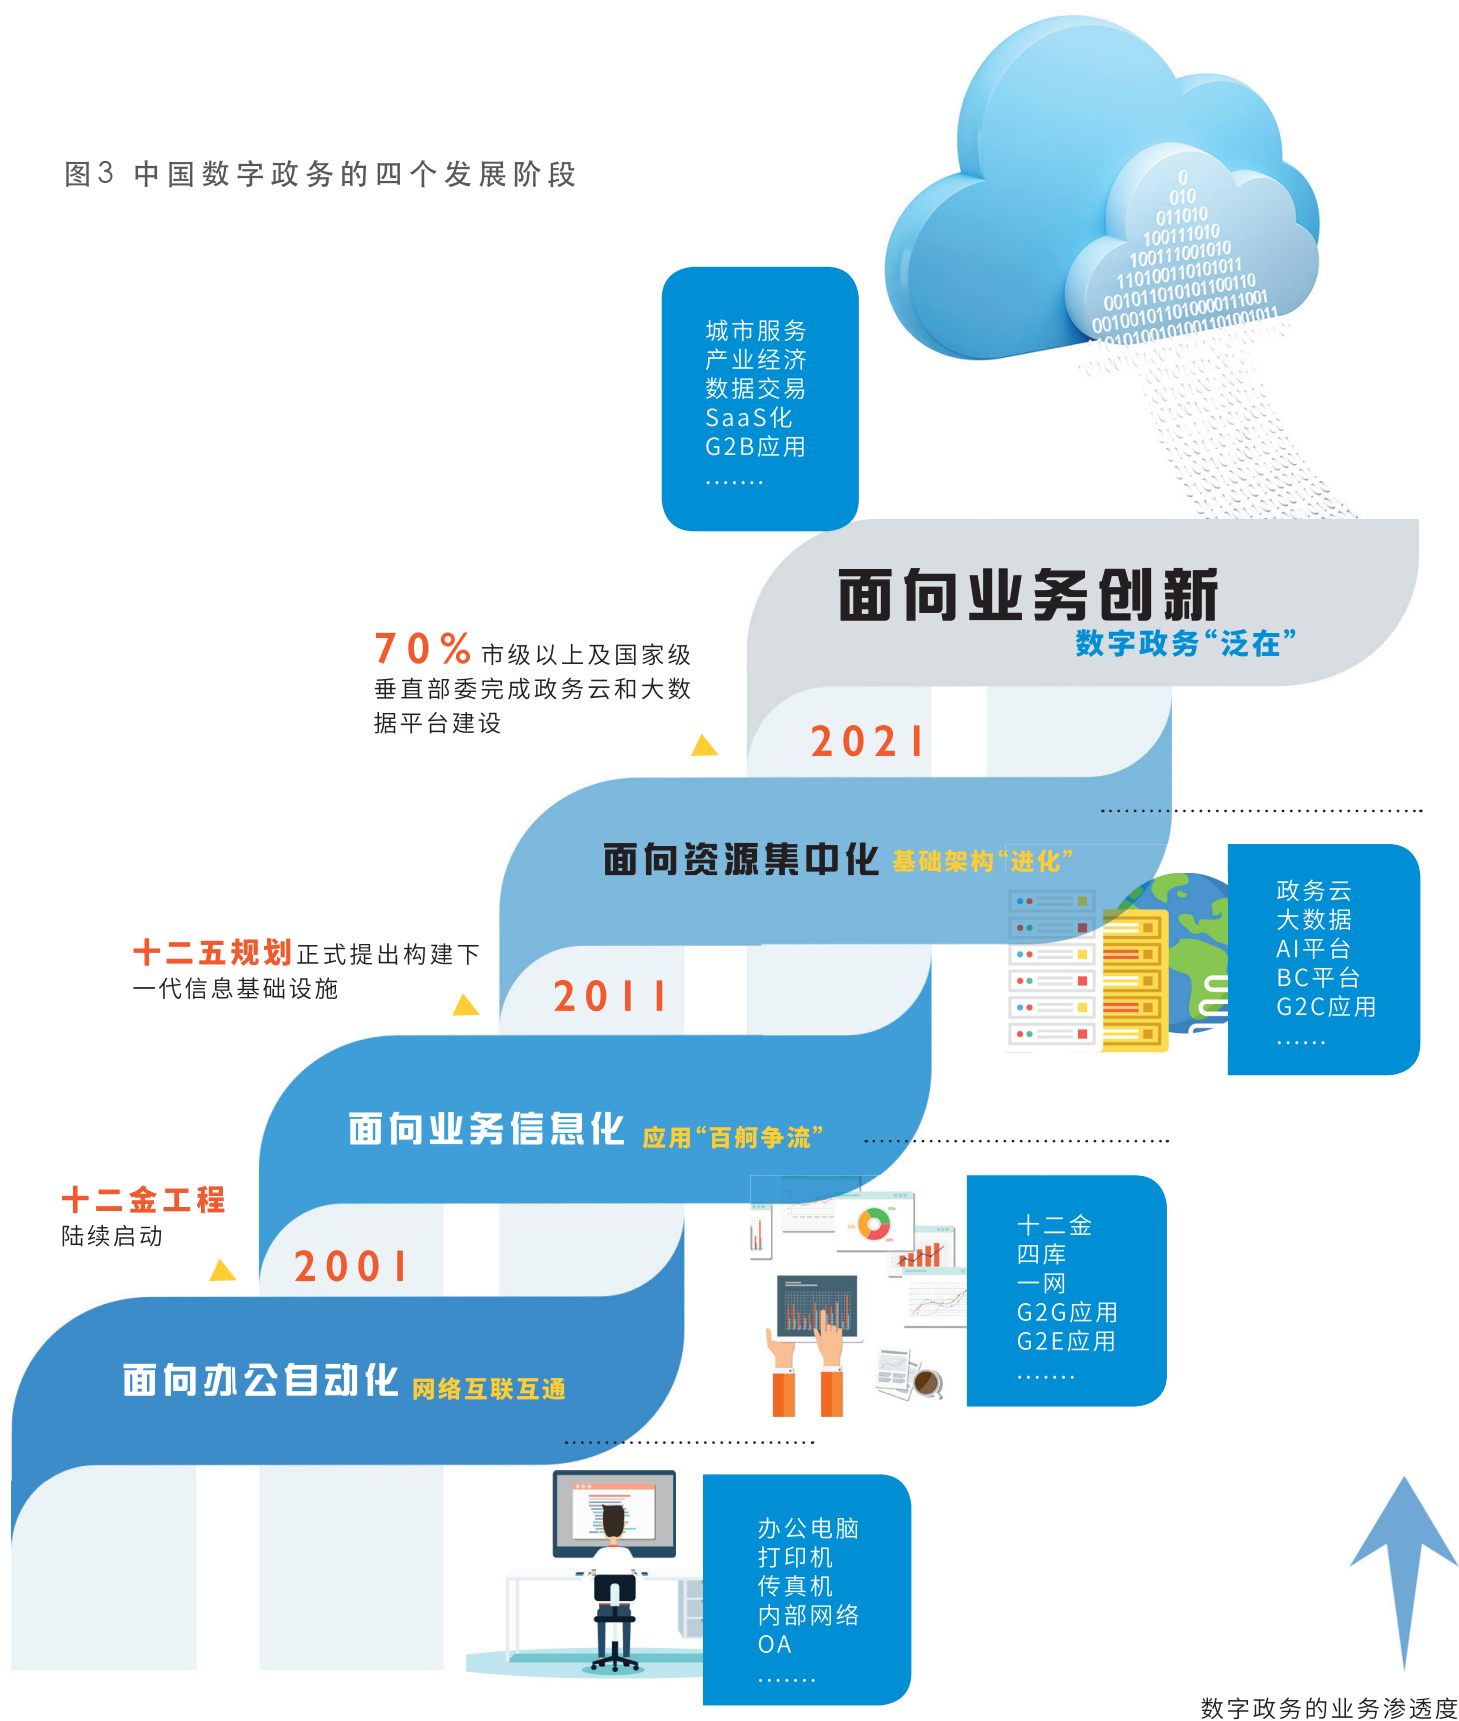 图3 中国数字政务的四个发展阶段
0
010
011010
100111010
100111001010
110100110101011
001011010101100110
0010010110100000111001
城市服务
产业经济
数据交易
SaaS化
G2B应用
.......
面向业务创新
数字政务“泛在”
70% 市级以上及国家级
垂直部委完成政务云和大数
据平台建设
2021
面向资源集中化 基础架构“进化”
政务云
大数据
AI平台
BC平台
G2C应用
......
十二五规划 正式提出构建下
一代信息基础设施
2011
面向业务信息化 应用“百舸争流”
十二金
四库
一网
G2G应用
G2E应用
.......
十二金工程
陆续启动
2001
面向办公自动化 网络互联互通
办公电脑
打印机
传真机
内部网络
OA
.......
数字政务的业务渗透度